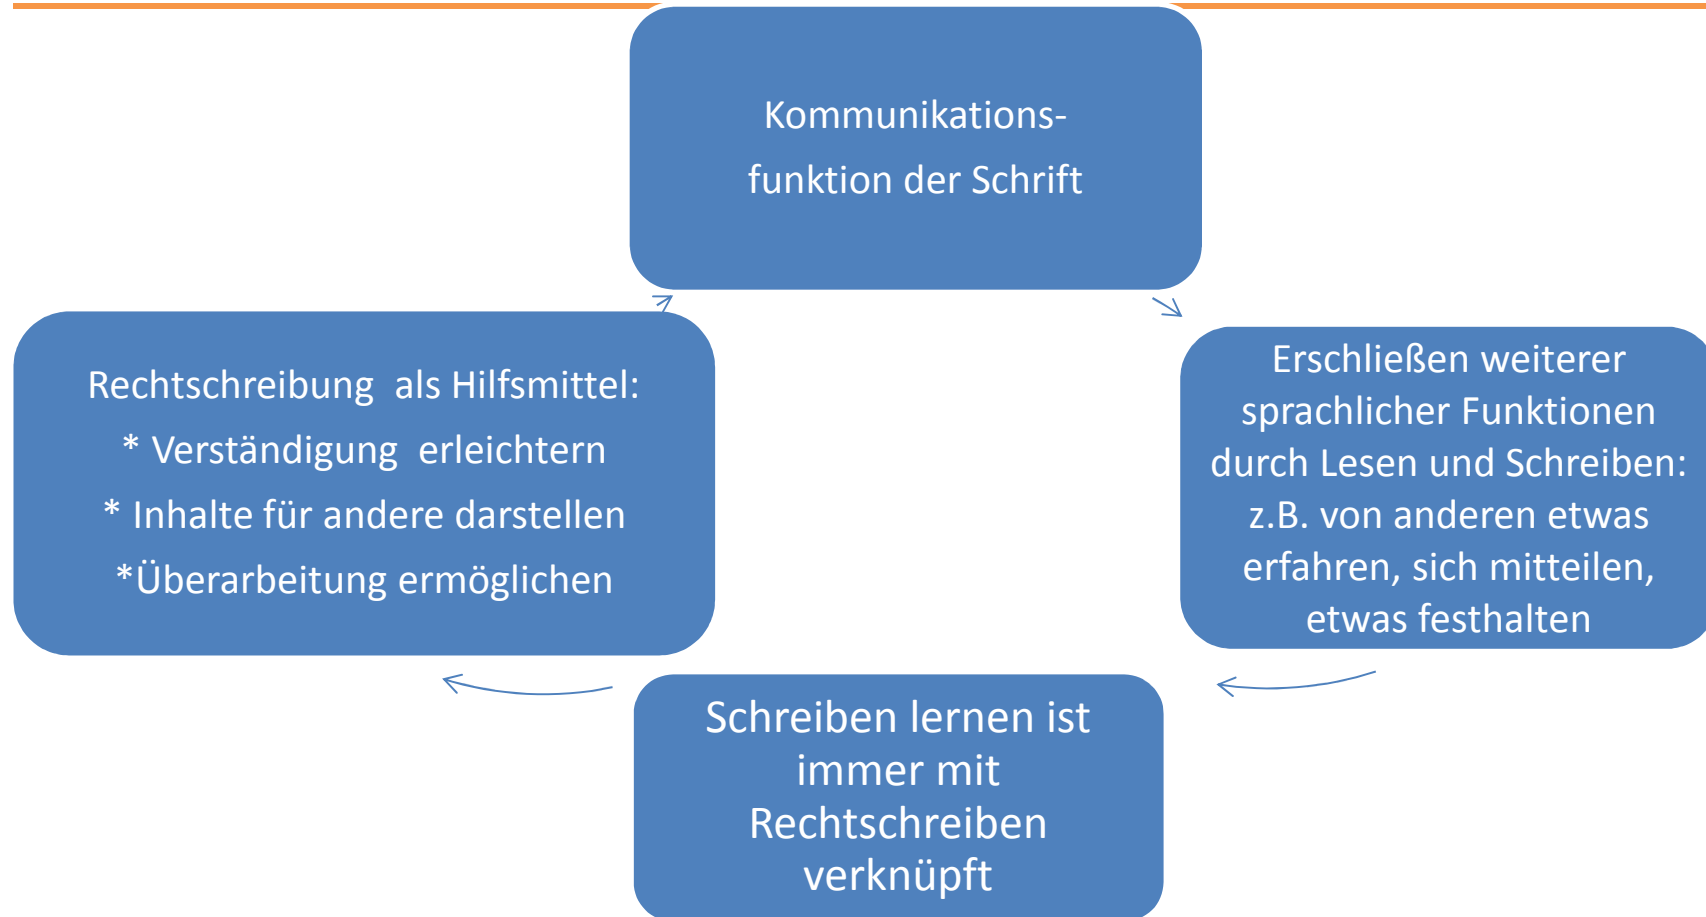 Kommunikations-
funktion der Schrift
Erschließen weiterer
sprachlicher Funktionen
durch Lesen und Schreiben:
z.B. von anderen etwas
erfahren, sich mitteilen,
etwas festhalten
Schreiben lernen ist
immer mit
Rechtschreiben
verknüpft
Rechtschreibung  als Hilfsmittel:
* Verständigung  erleichtern
* Inhalte für andere darstellen
*Überarbeitung ermöglichen